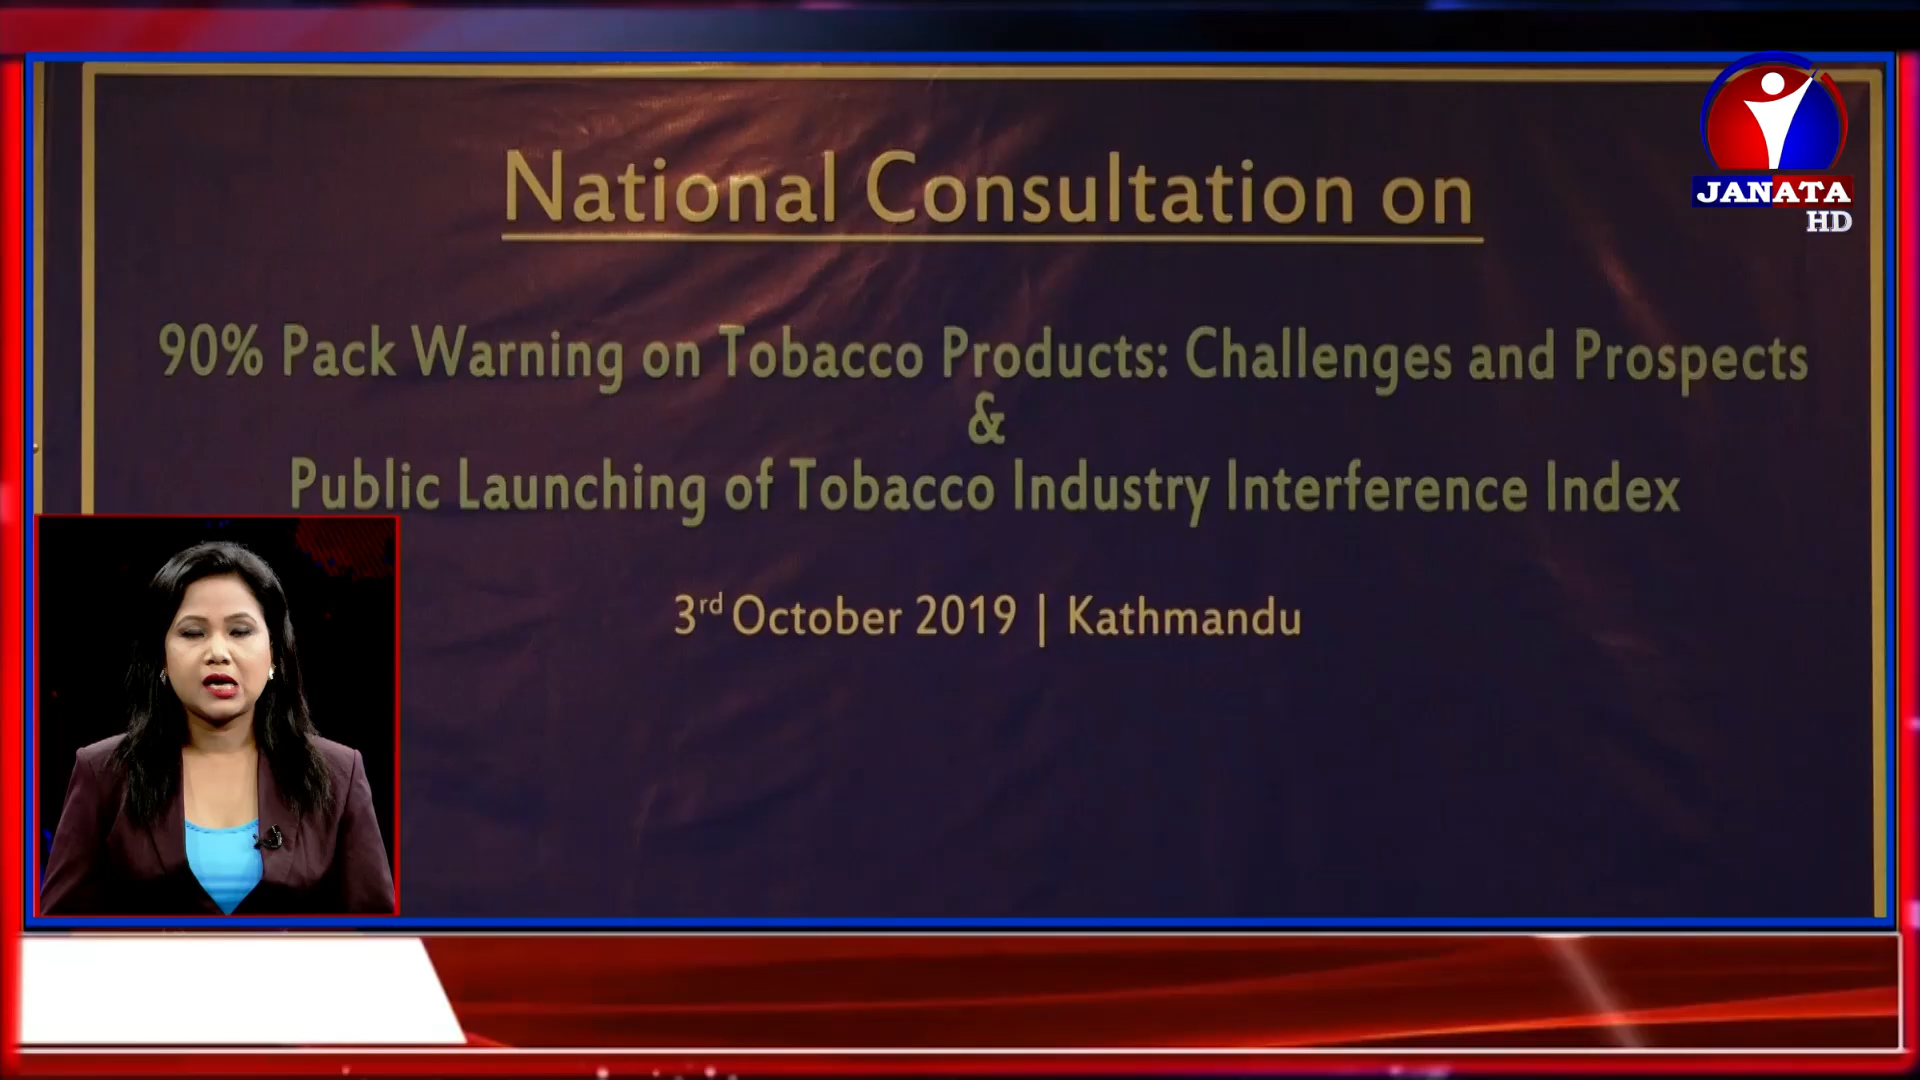 JANATA
HD
National Consultation on
90% Pack Warning on Tobacco Products: Challenges and Prospects
&
Public Launching of Tobacco Industry Interference Index
3rd October 2019 | Kathmandu